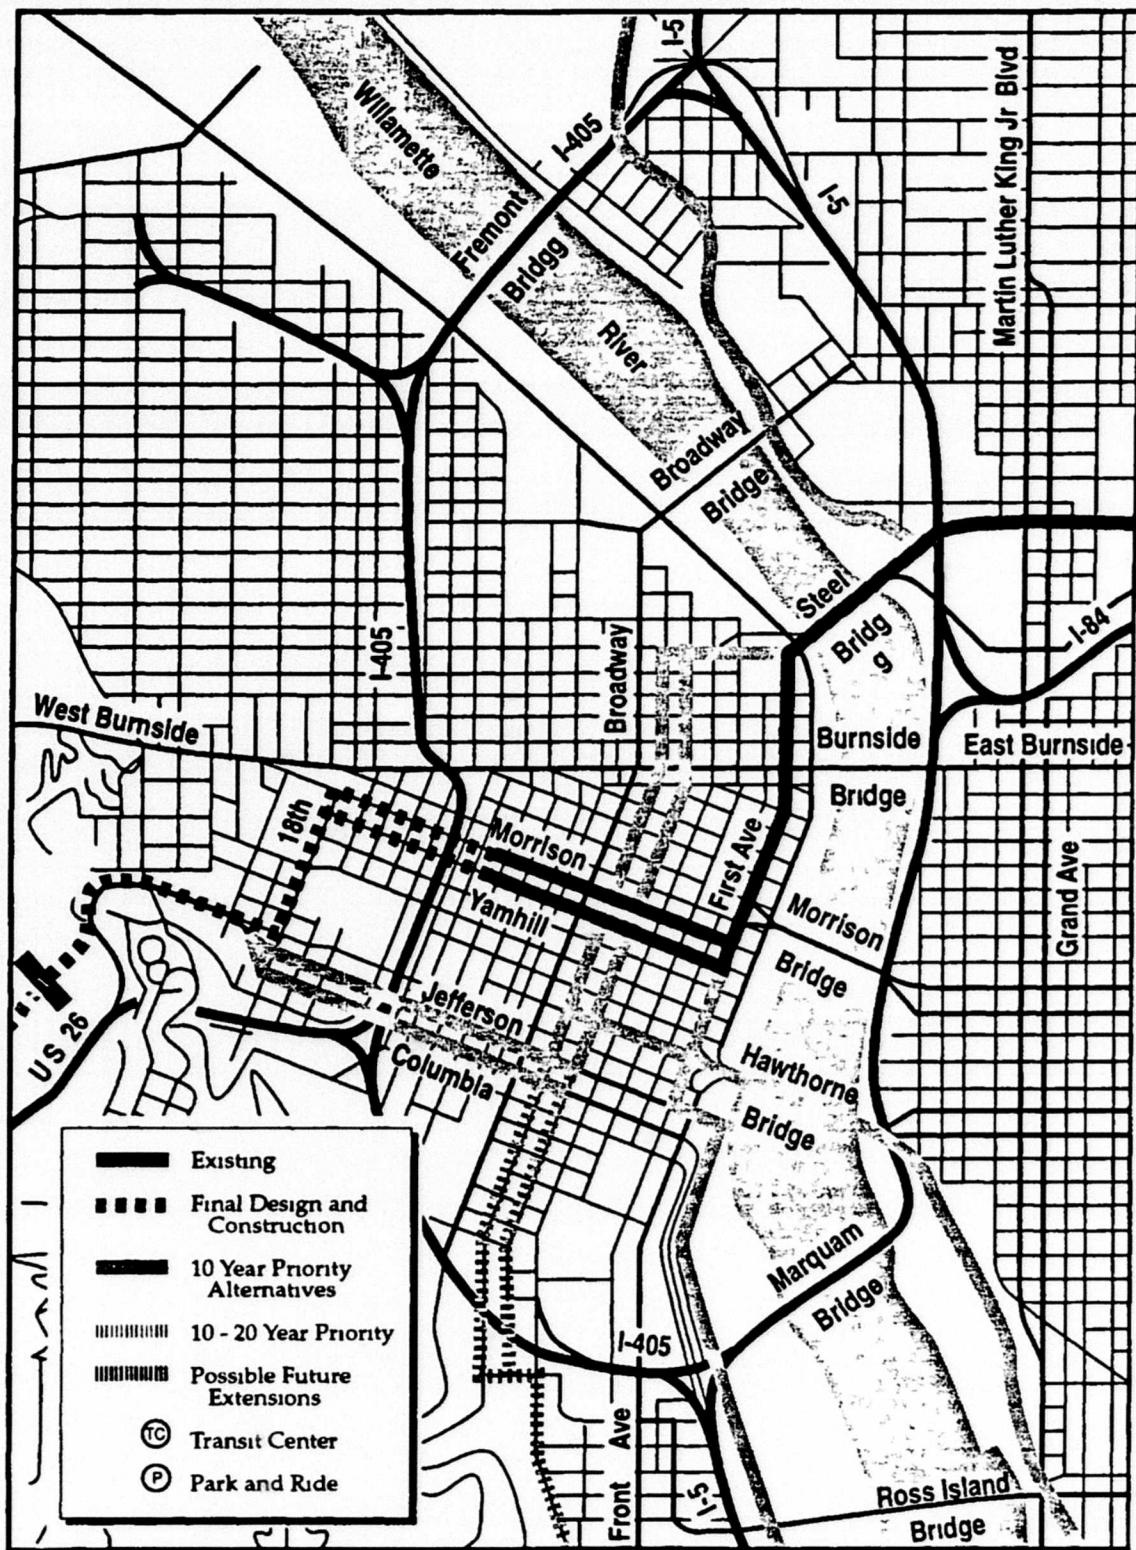 I-5
Martin Luther King Jr Blvd
Willamette
I-405
I-5
Fremont
Bridgg
River
Broadway
Bridge
Steel
Bridg
g
I-84
I-405
Broadway
West Burnside
Burnside
East Burnside
Bridge
18th
Morrison
First Ave
Yamhill
Morrison
Bridge
Grand Ave
Jefferson
Columbia
Hawthorne
Bridge
US 26
Marquam
Bridge
I-405
Front Ave
I-5
Ross Island
Bridge
Existing
Final Design and
Construction
10 Year Priority
Alternatives
10 - 20 Year Priority
Possible Future
Extensions
TC
Transit Center
P
Park and Ride